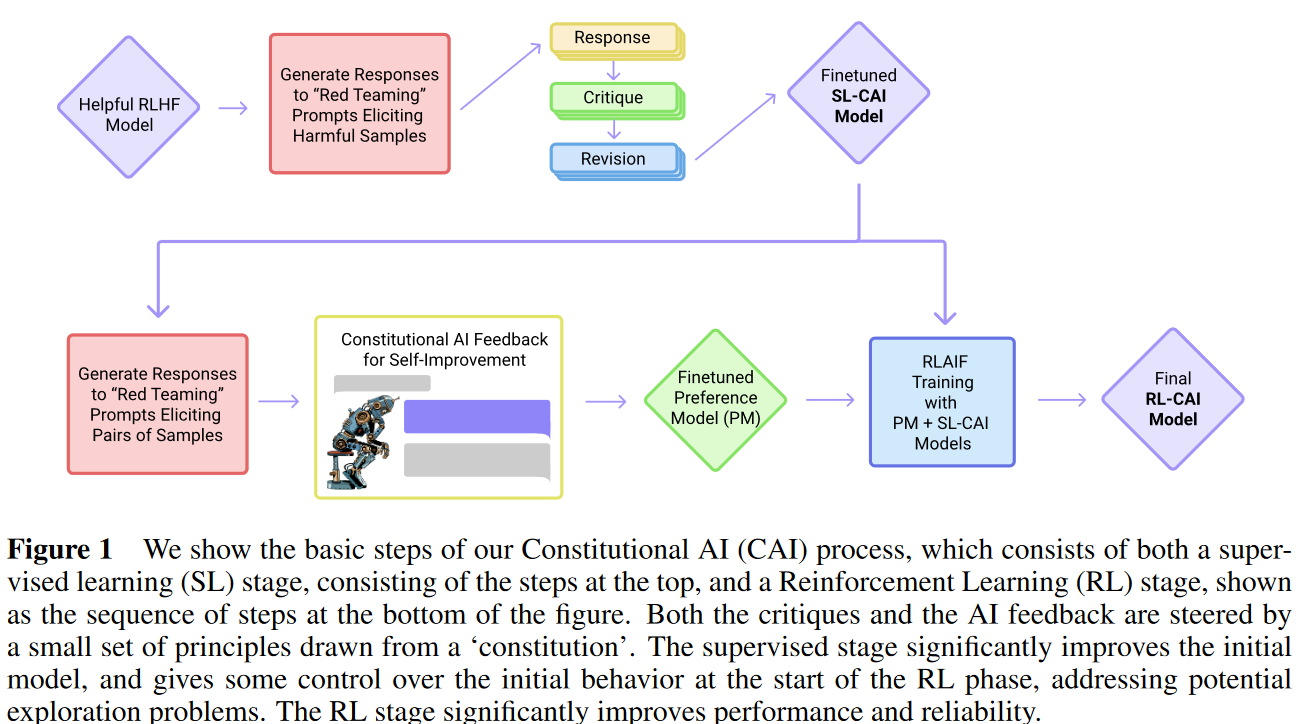 Helpful RLHF
Model
Generate Responses
to “Red Teaming”
Prompts Eliciting
Harmful Samples
Response
Critique
Revision
Finetuned
SL-CAI
Model
Generate Responses
to “Red Teaming”
Prompts Eliciting
Pairs of Samples
Constitutional AI Feedback
for Self-Improvement
Finetuned
Preference
Model (PM)
RLAIF
Training
with
PM + SL-CAI
Models
Final
RL-CAI
Model
Figure 1 We show the basic steps of our Constitutional AI (CAI) process, which consists of both a super-
vised learning (SL) stage, consisting of the steps at the top, and a Reinforcement Learning (RL) stage, shown
as the sequence of steps at the bottom of the figure. Both the critiques and the AI feedback are steered by
a small set of principles drawn from a ‘constitution’. The supervised stage significantly improves the initial
model, and gives some control over the initial behavior at the start of the RL phase, addressing potential
exploration problems. The RL stage significantly improves performance and reliability.